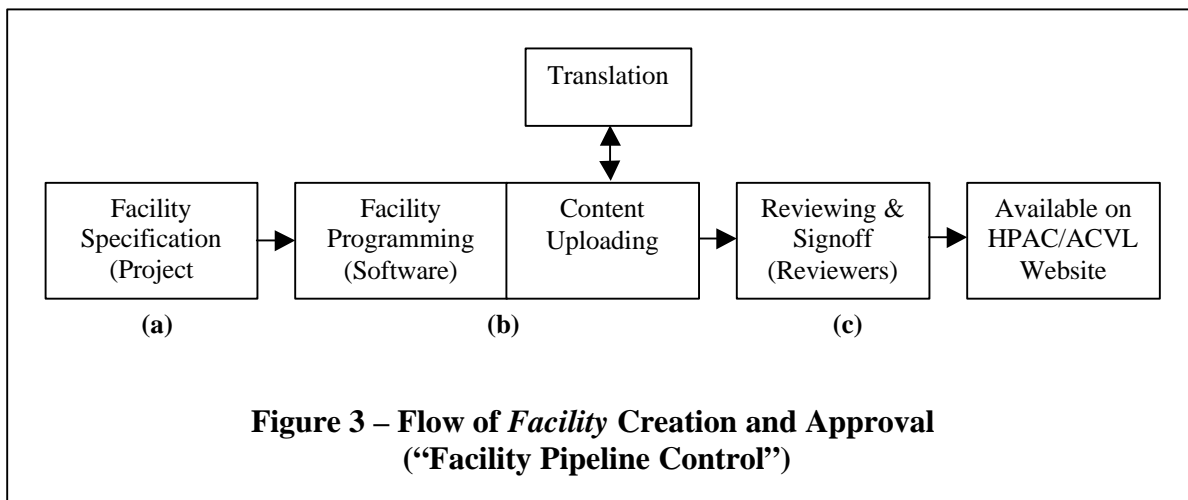 Translation
Facility
Specification
(Project
Facility
Programming
(Software)
Content
Uploading
Reviewing &
Signoff
(Reviewers)
Available on
HPAC/ACVL
Website
(a)
(b)
(c)
Figure 3 – Flow of Facility Creation and Approval
(“Facility Pipeline Control”)